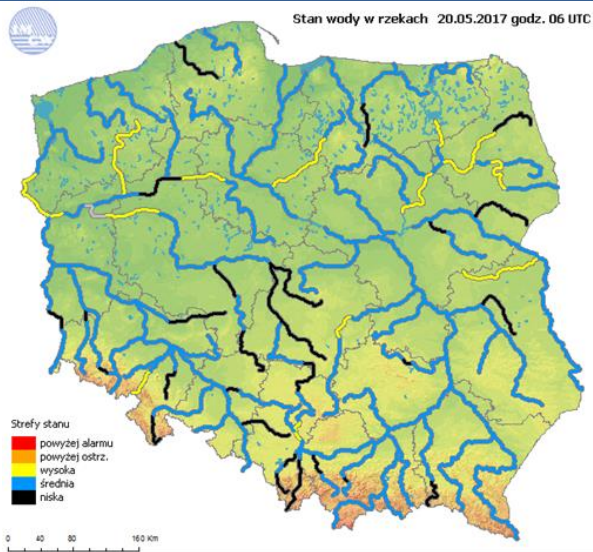 Stan wody w rzekach 20.05.2017 godz. 06 UTC
Strefy stanu
powyżej alarmu
powyżej ostrz.
wysoka
średnia
niska
0 40 80 160 Km